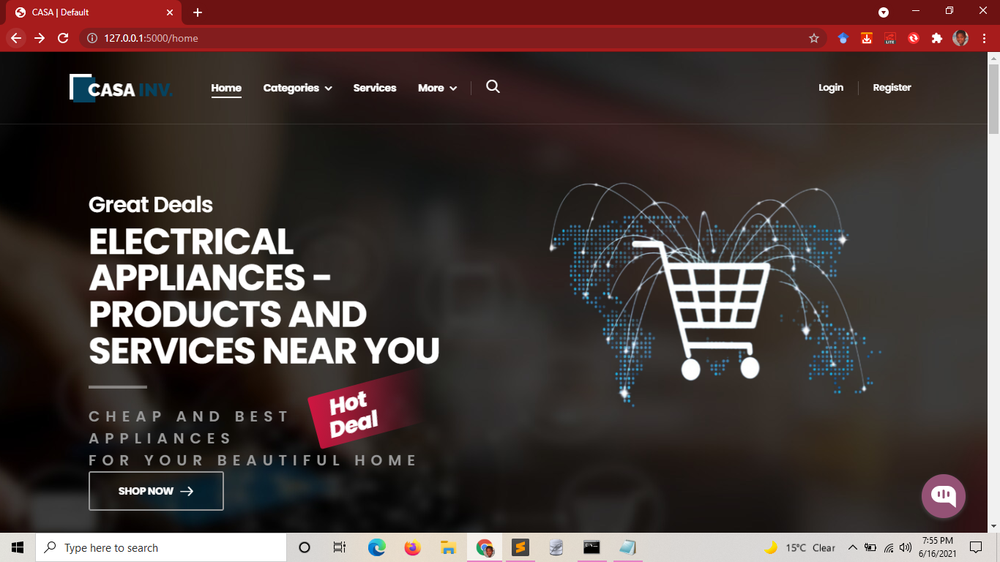 CASA | Default
127.0.0.1:5000/home
LITE
CASA INV.
Home
Categories
Services
More
Login
Register
Great Deals
ELECTRICAL
APPLIANCES -
PRODUCTS AND
SERVICES NEAR YOU
Hot
Deal
CHEAP AND BEST
APPLIANCES
FOR YOUR BEAUTIFUL HOME
SHOP NOW
Type here to search
15°C Clear
7:55 PM
6/16/2021